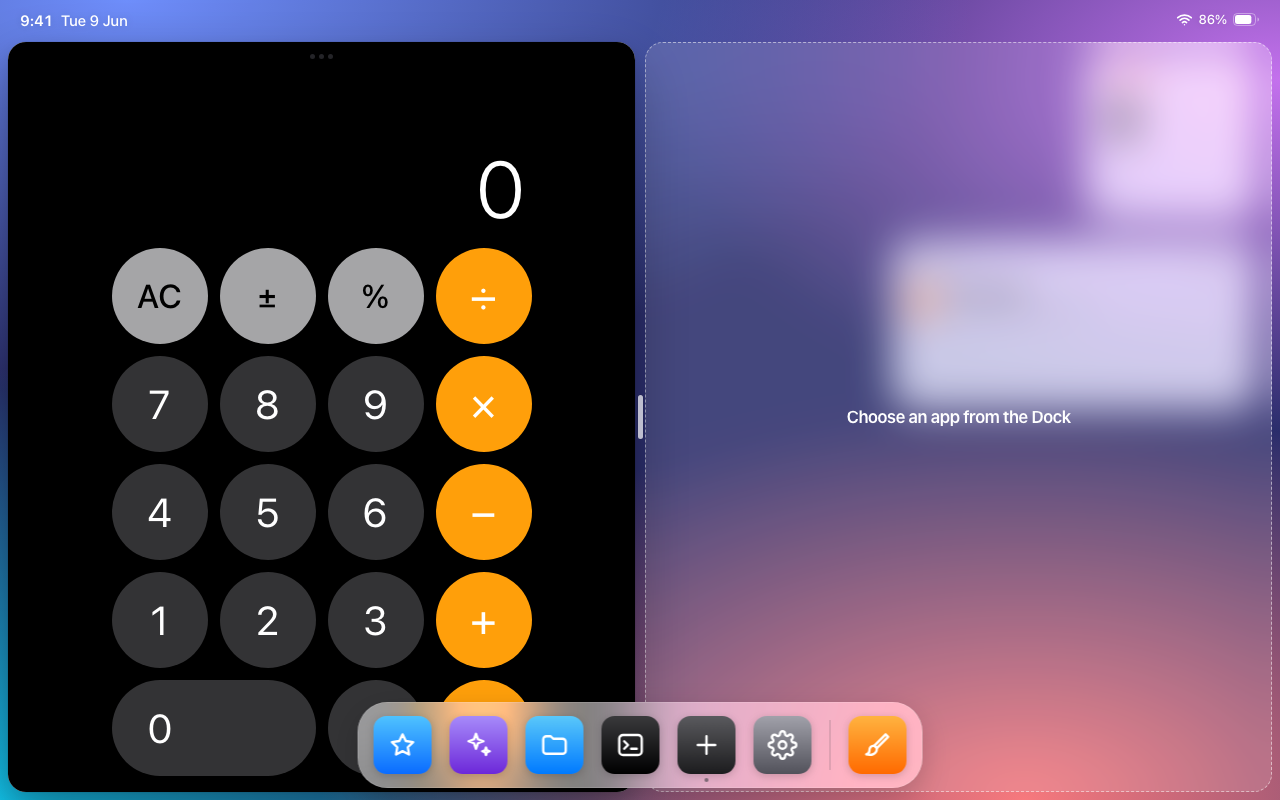 9:41 Tue 9 Jun
86%
0
AC ± % ÷
7 8 9 ×
4 5 6 −
1 2 3 +
0
Choose an app from the Dock